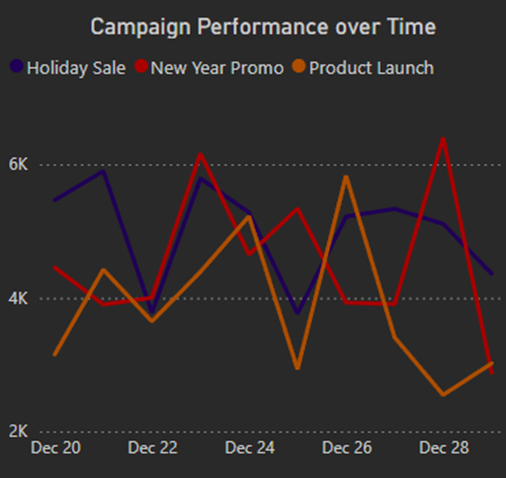 Campaign Performance over Time
Holiday Sale New Year Promo Product Launch
6K
4K
2K
Dec 20 Dec 22 Dec 24 Dec 26 Dec 28